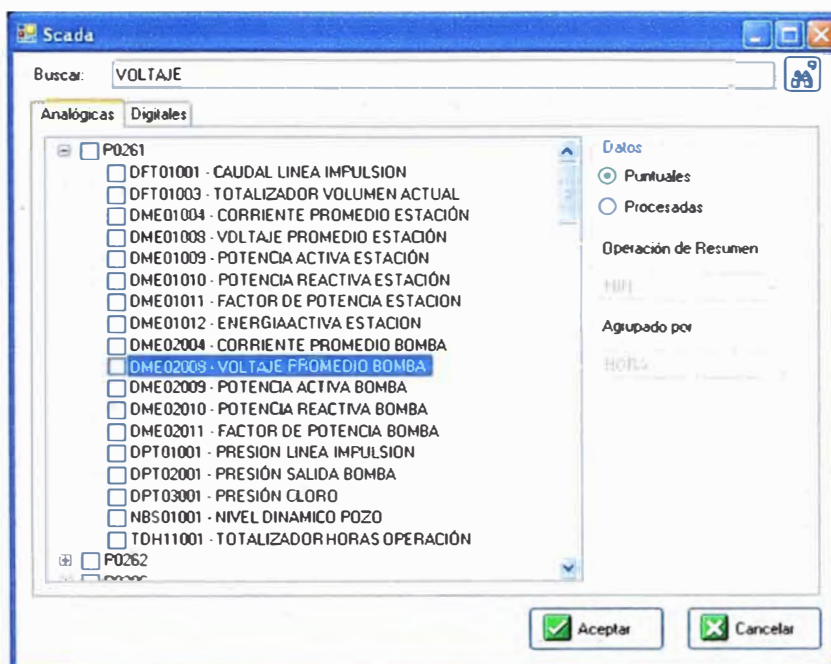 Scada
Buscar: VOLTAJE
Analógicas Digitales
P0261
DFT01001 - CAUDAL LINEA IMPULSION
DFT01003 - TOTALIZADOR VOLUMEN ACTUAL
DME01004 - CORRIENTE PROMEDIO ESTACIÓN
DME01008 - VOLTAJE PROMEDIO ESTACIÓN
DME01009 - POTENCIA ACTIVA ESTACIÓN
DME01010 - POTENCIA REACTIVA ESTACIÓN
DME01011 - FACTOR DE POTENCIA ESTACION
DME01012 - ENERGIAACTIVA ESTACION
DME02004 - CORRIENTE PROMEDIO BOMBA
DME02008 - VOLTAJE PROMEDIO BOMBA
DME02009 - POTENCIA ACTIVA BOMBA
DME02010 - POTENCIA REACTIVA BOMBA
DME02011 - FACTOR DE POTENCIA BOMBA
DPT01001 - PRESION LINEA IMPULSION
DPT02001 - PRESIÓN SALIDA BOMBA
DPT03001 - PRESIÓN CLORO
NBS01001 - NIVEL DINAMICO POZO
TDH11001 - TOTALIZADOR HORAS OPERACIÓN
P0262
Datos
Puntuales
Procesadas
Operación de Resumen
MIN
Agrupado por
HORA
Aceptar
Cancelar